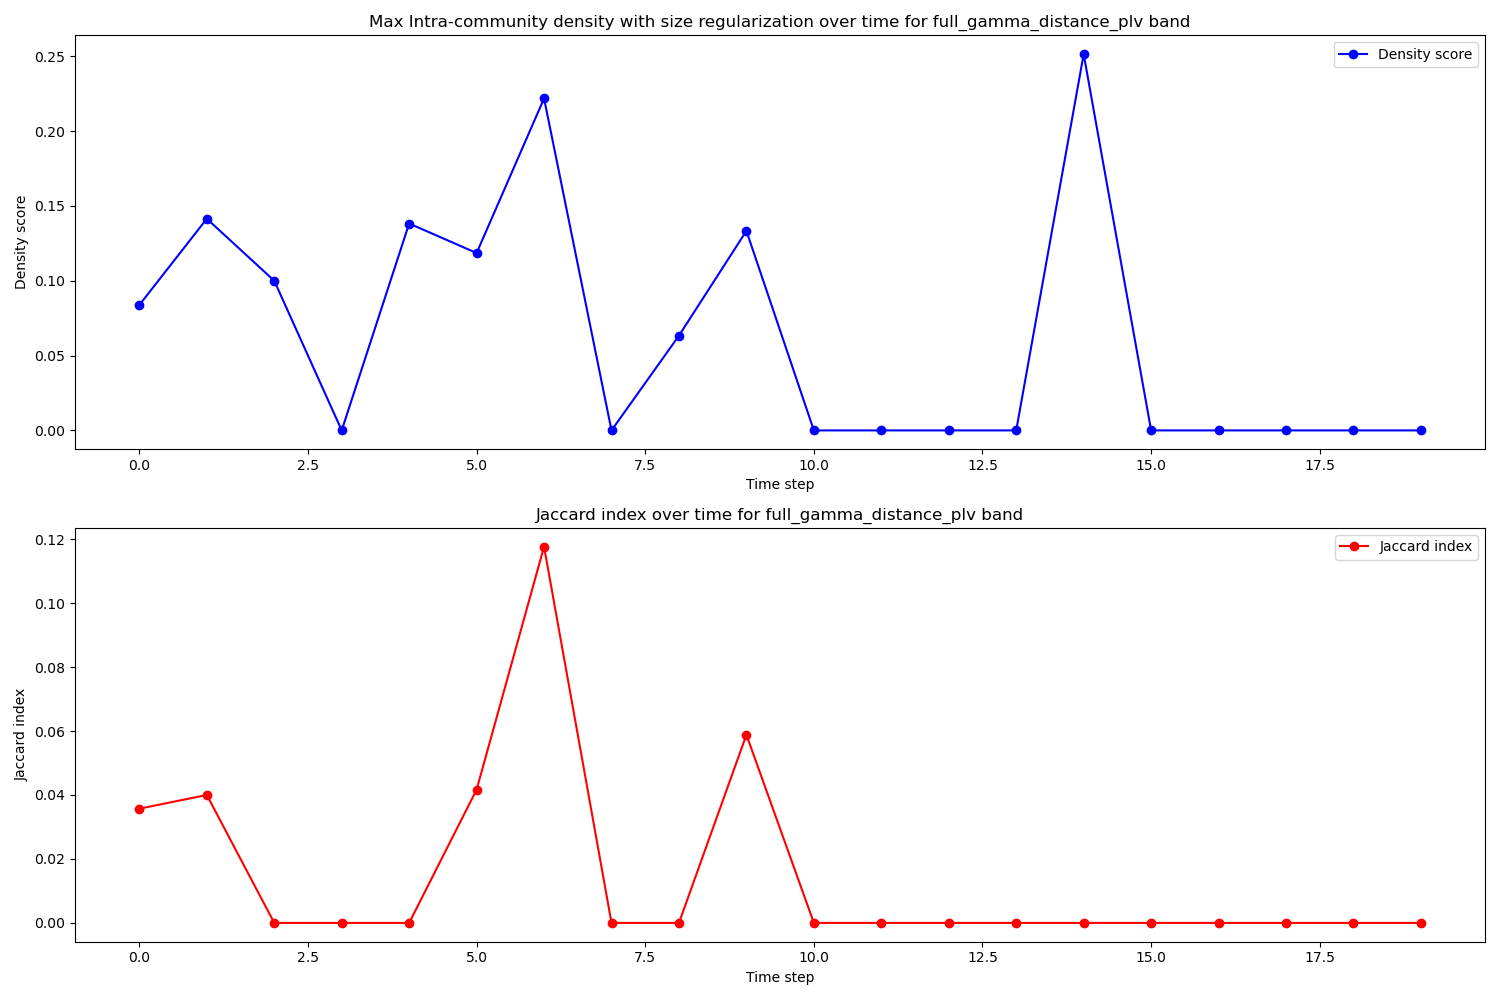 Max Intra-community density with size regularization over time for full_gamma_distance_plv band
Density score
0.25
0.20
0.15
0.10
0.05
0.00
Density score
0.0 2.5 5.0 7.5 10.0 12.5 15.0 17.5
Time step
Jaccard index over time for full_gamma_distance_plv band
Jaccard index
0.12
0.10
0.08
0.06
0.04
0.02
0.00
Jaccard index
0.0 2.5 5.0 7.5 10.0 12.5 15.0 17.5
Time step